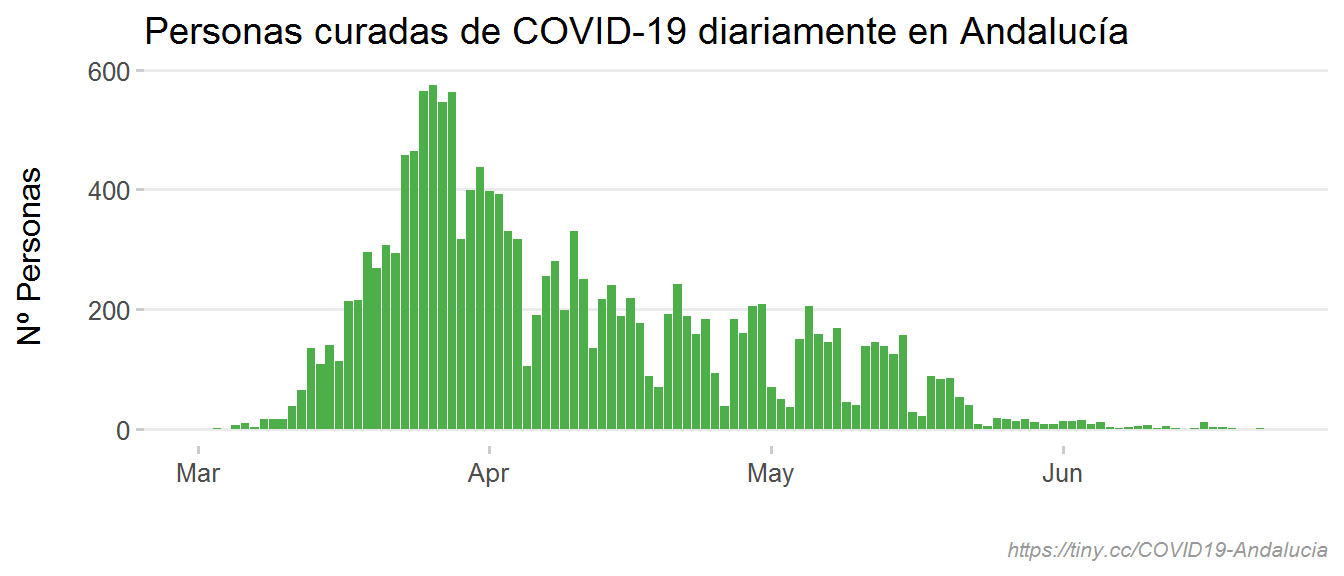 Personas curadas de COVID-19 diariamente en Andalucía
Nº Personas
600
400
200
0
Mar Apr May Jun
https://tiny.cc/COVID19-Andalucia